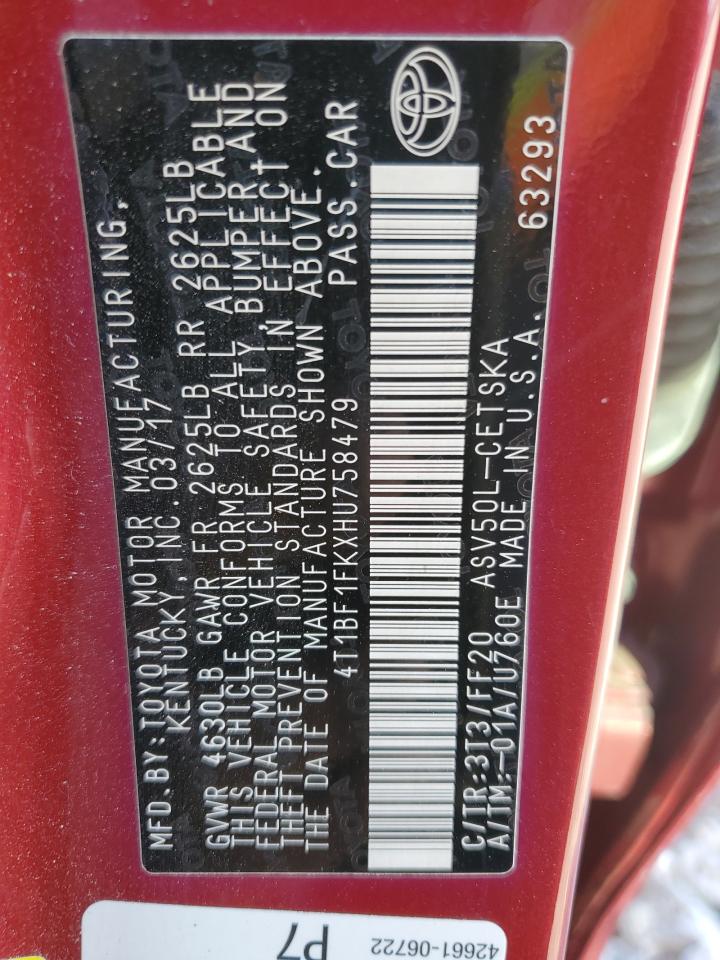 MFD.BY:TOYOTA MOTOR MANUFACTURING,
KENTUCKY,INC.03/17
GVWR 4630LB GAWR FR 2625LB RR 2625LB
THIS VEHICLE CONFORMS TO ALL APPLICABLE
FEDERAL MOTOR VEHICLE SAFETY,BUMPER,AND
THEFT PREVENTION STANDARDS IN EFFECT ON
THE DATE OF MANUFACTURE SHOWN ABOVE.
4T1BF1FKXHU758479 PASS.CAR
C/TR:3T3/FF20 ASV50L-CETSKA
A/TM:-01A/U760E MADE IN U.S.A. 63293
42661-06722
P7